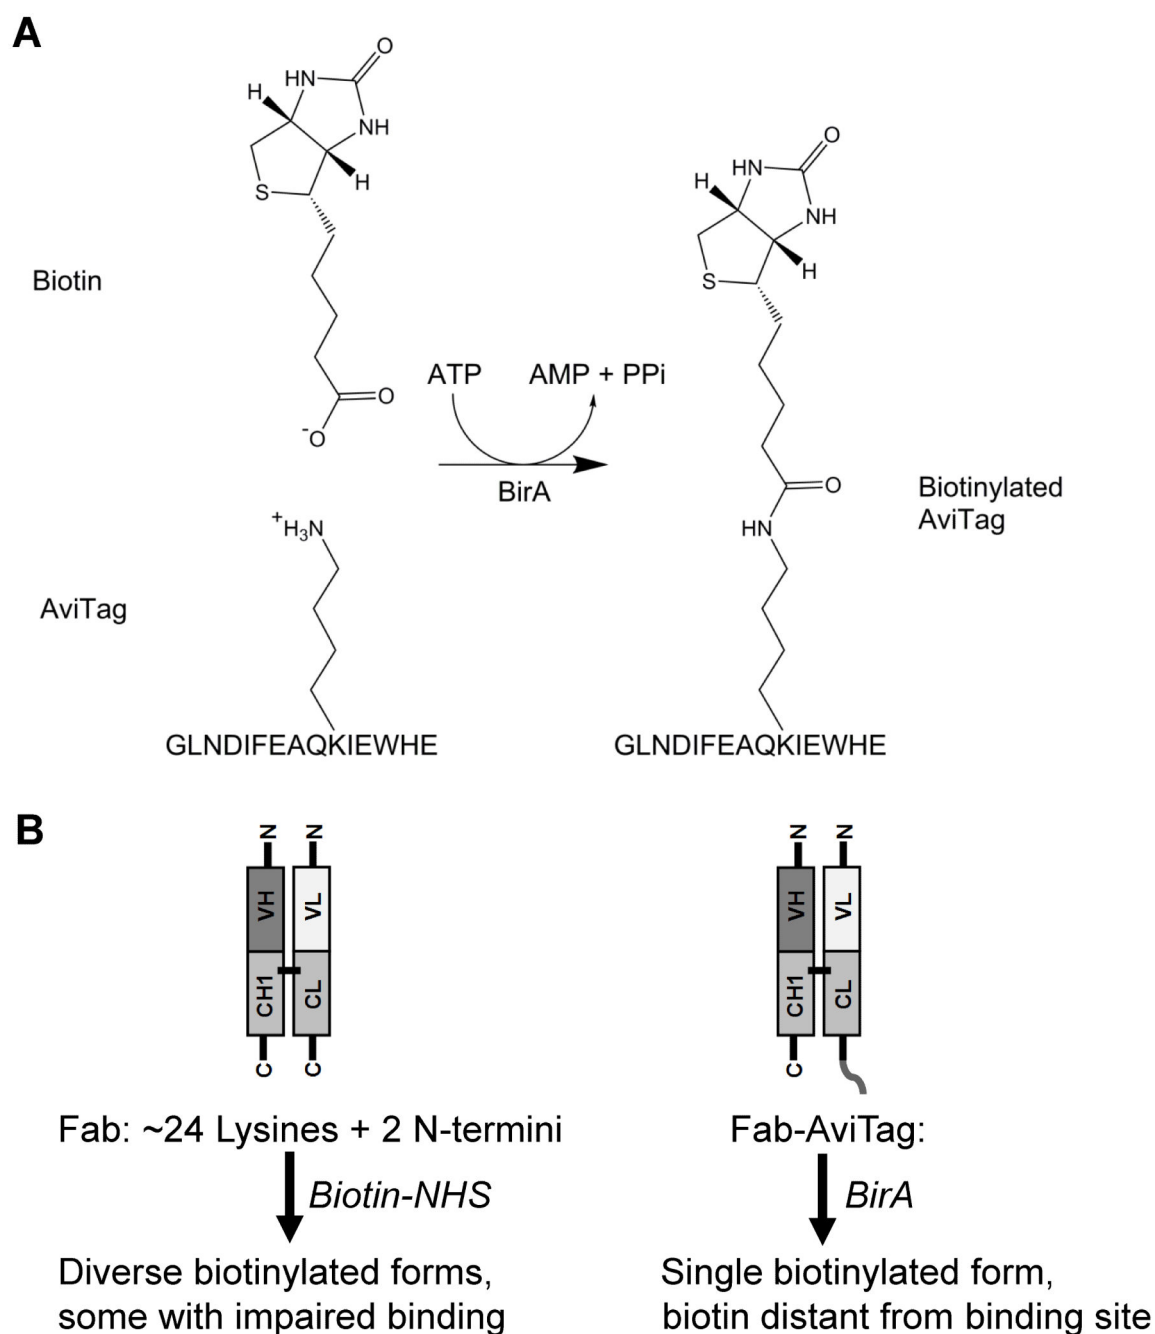 A
O
HN
H
NH
H
S
Biotin
O
-O
ATP
AMP + PPi
BirA
+H3N
AviTag
GLNDIFEAQKIEWHE
O
HN
H
NH
H
S
O
HN
Biotinylated
AviTag
GLNDIFEAQKIEWHE
B
N N
VH VL
CH1 CL
C C
Fab: ~24 Lysines + 2 N-termini
Biotin-NHS
Diverse biotinylated forms,
some with impaired binding
N N
VH VL
CH1 CL
C
Fab-AviTag:
BirA
Single biotinylated form,
biotin distant from binding site